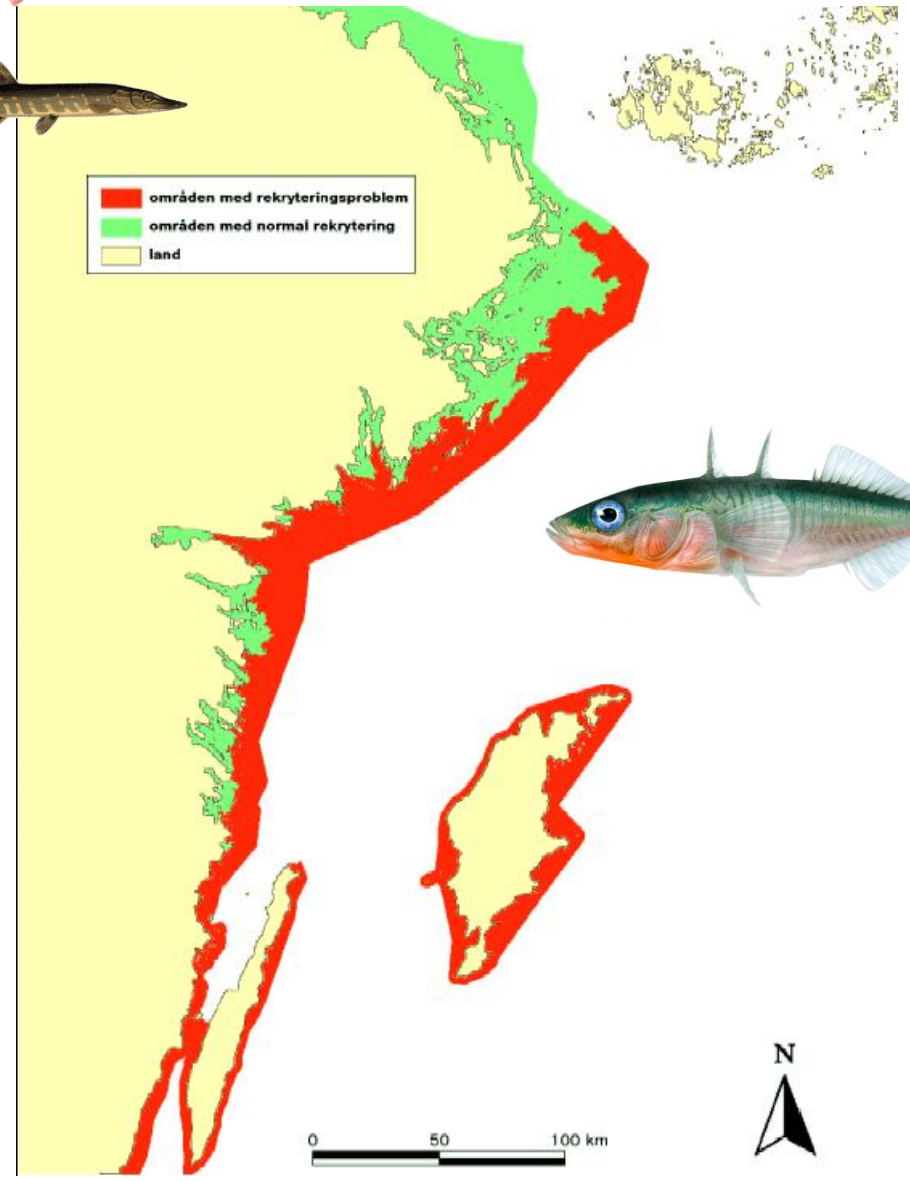 områden med rekryteringsproblem
områden med normal rekrytering
land
N
0 50 100 km